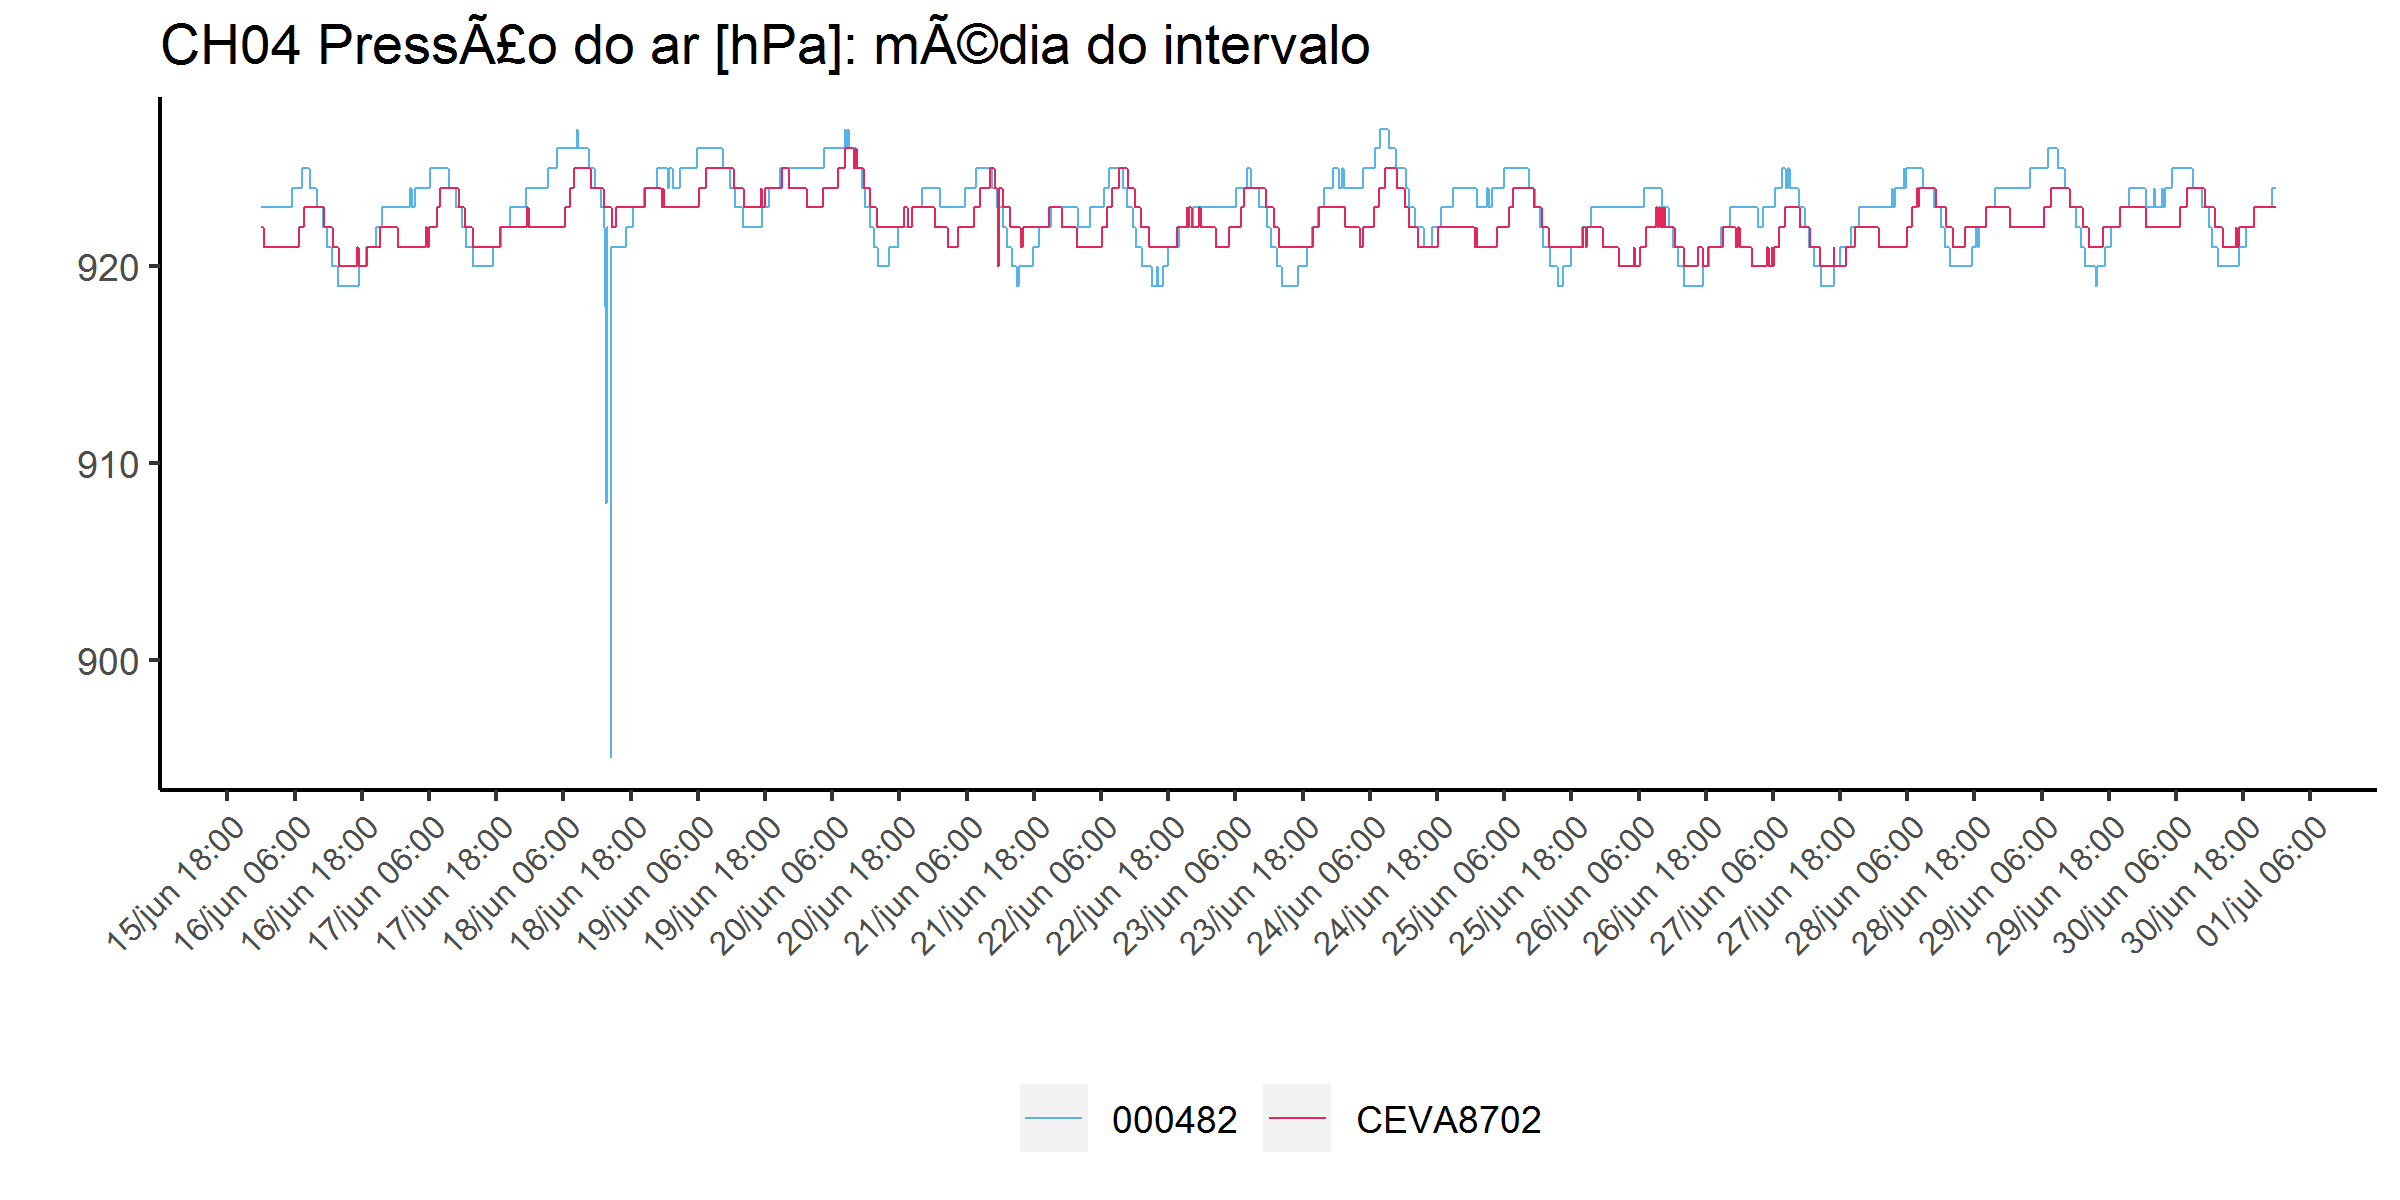 CH04 PressÃ£o do ar [hPa]: mÃ©dia do intervalo
920
910
900
15/jun 18:00
16/jun 06:00
16/jun 18:00
17/jun 06:00
17/jun 18:00
18/jun 06:00
18/jun 18:00
19/jun 06:00
19/jun 18:00
20/jun 06:00
20/jun 18:00
21/jun 06:00
21/jun 18:00
22/jun 06:00
22/jun 18:00
23/jun 06:00
23/jun 18:00
24/jun 06:00
24/jun 18:00
25/jun 06:00
25/jun 18:00
26/jun 06:00
26/jun 18:00
27/jun 06:00
27/jun 18:00
28/jun 06:00
28/jun 18:00
29/jun 06:00
29/jun 18:00
30/jun 06:00
30/jun 18:00
01/jul 06:00
000482
CEVA8702